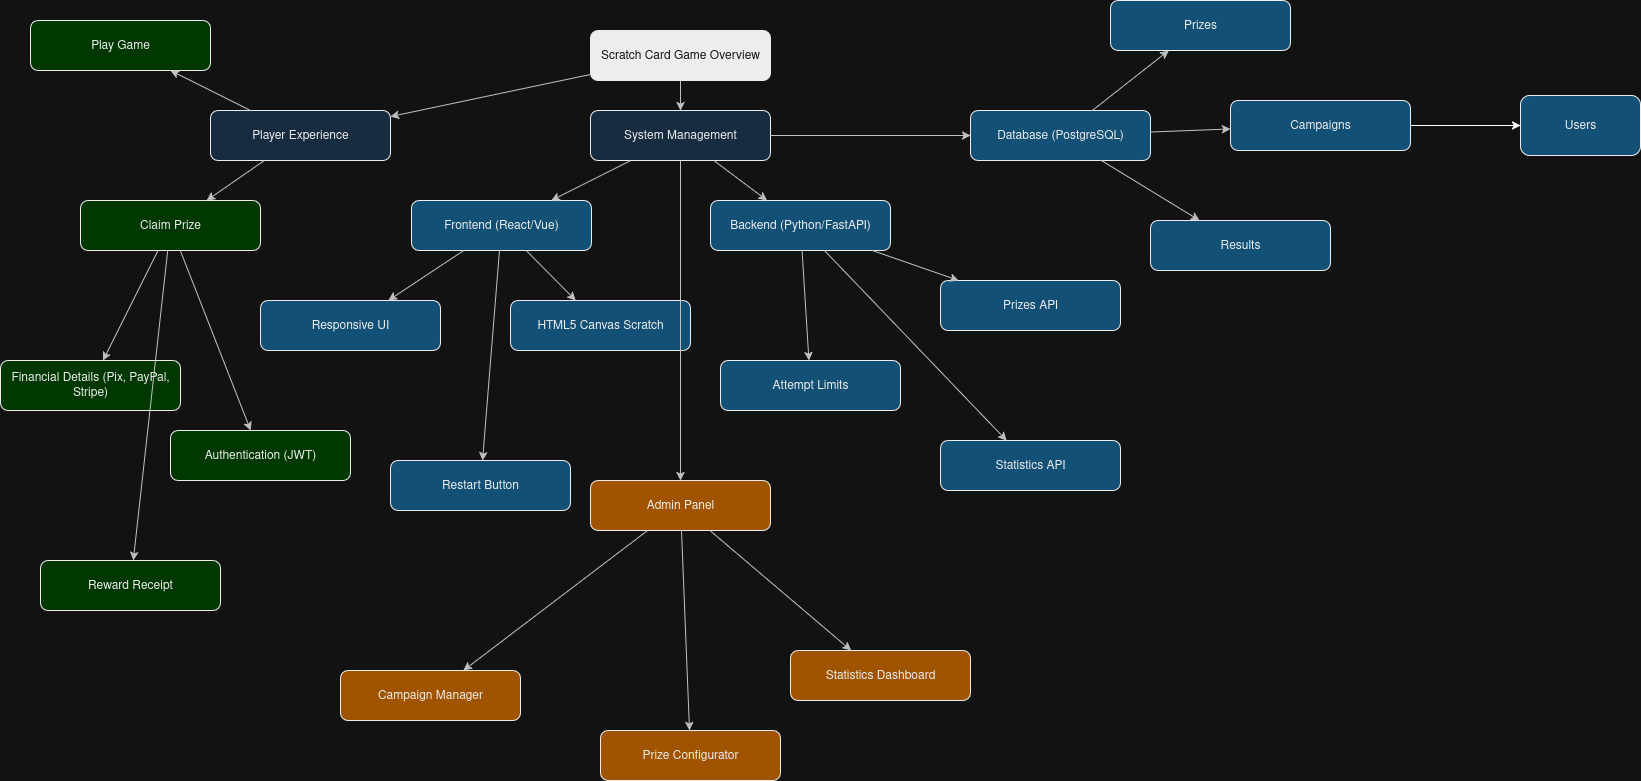 Prizes
Play Game
Scratch Card Game Overview
Player Experience
System Management
Database (PostgreSQL)
Campaigns
Users
Claim Prize
Frontend (React/Vue)
Backend (Python/FastAPI)
Results
Responsive UI
HTML5 Canvas Scratch
Prizes API
Financial Details (Pix, PayPal,
Stripe)
Attempt Limits
Authentication (JWT)
Restart Button
Statistics API
Admin Panel
Reward Receipt
Campaign Manager
Statistics Dashboard
Prize Configurator